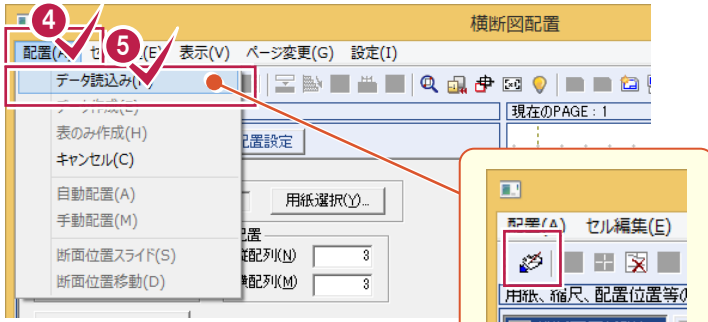 横断図配置
配置(A) 表示(V) ページ変更(G) 設定(I)
4
5
データ読込み
現在のPAGE : 1
表のみ作成(H)
キャンセル(C)
配置設定
自動配置(A)
手動配置(M)
用紙選択(Y)...
断面位置スライド(S)
断面位置移動(D)
縦配列(N) 3
横配列(M) 3
配置(A) セル編集(E)
用紙、縮尺、配置位置等の